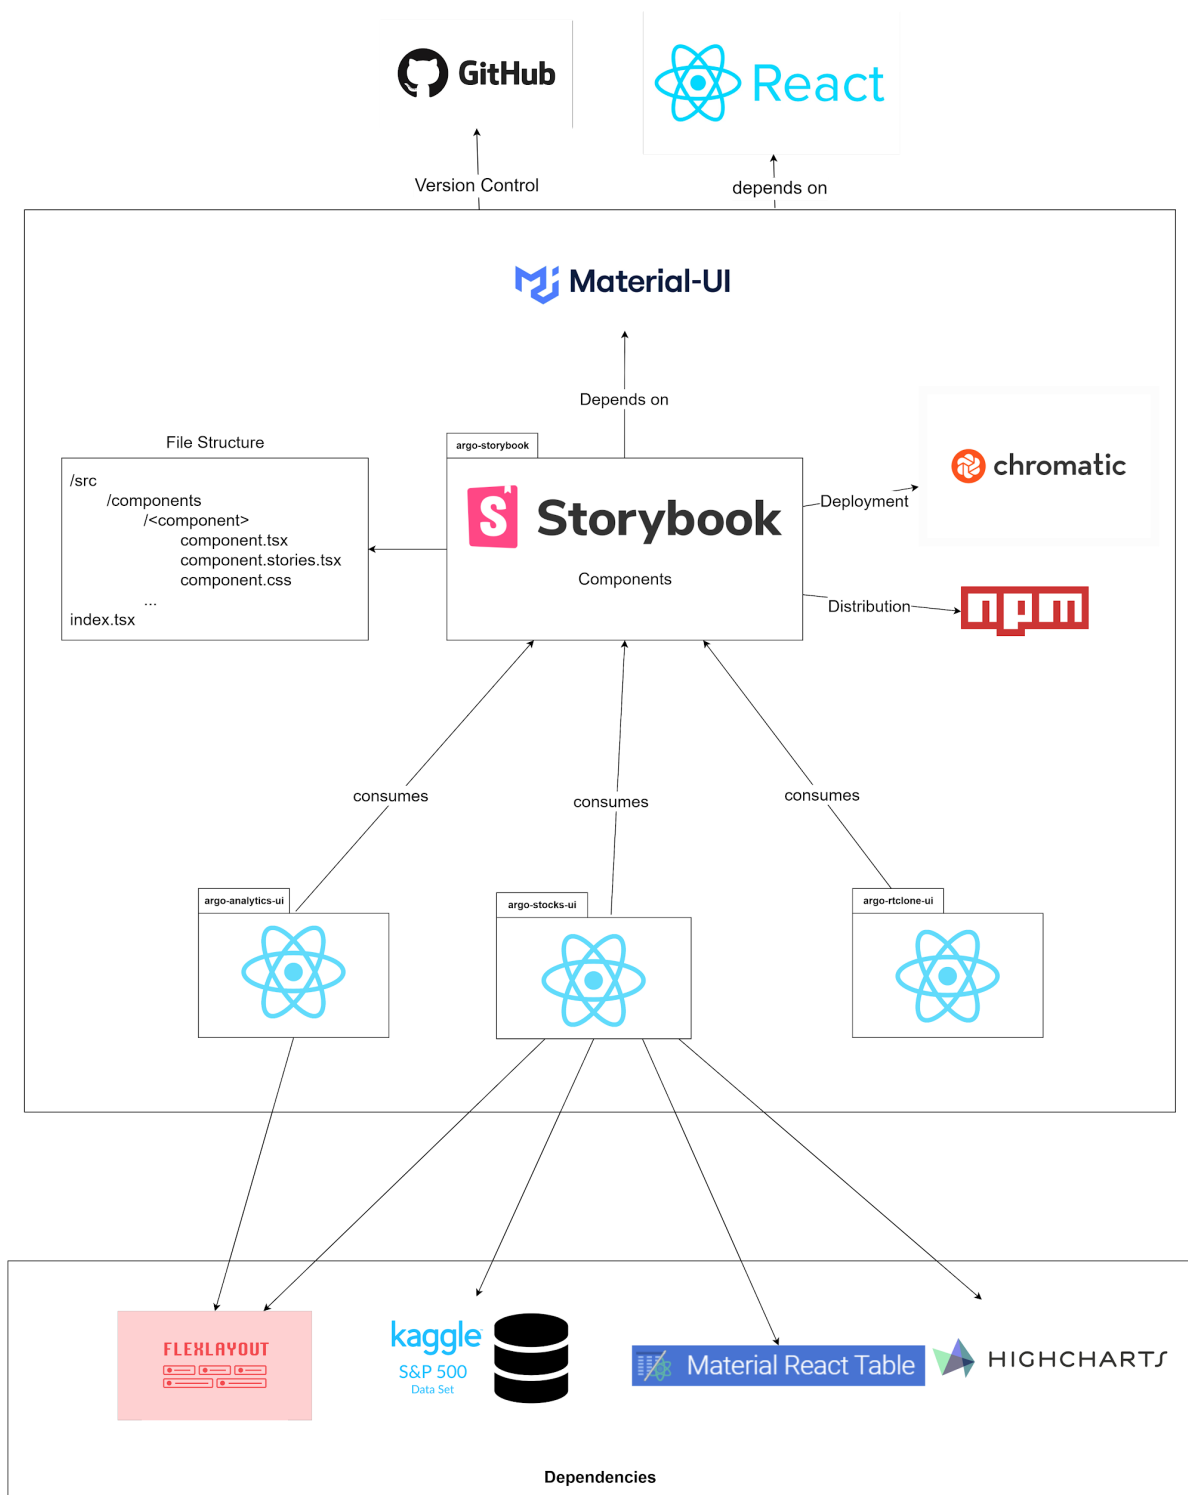 GitHub
React
Version Control
depends on
Material-UI
Depends on
File Structure
argo-storybook
/src
/components
/<component>
component.tsx
component.stories.tsx
component.css
...
index.tsx
S Storybook
Components
chromatic
Deployment
npm
Distribution
consumes
consumes
consumes
argo-analytics-ui
argo-stocks-ui
argo-rtclone-ui
FLEXLAYOUT
kaggle
S&P 500
Data Set
Material React Table
HIGHCHARTS
Dependencies